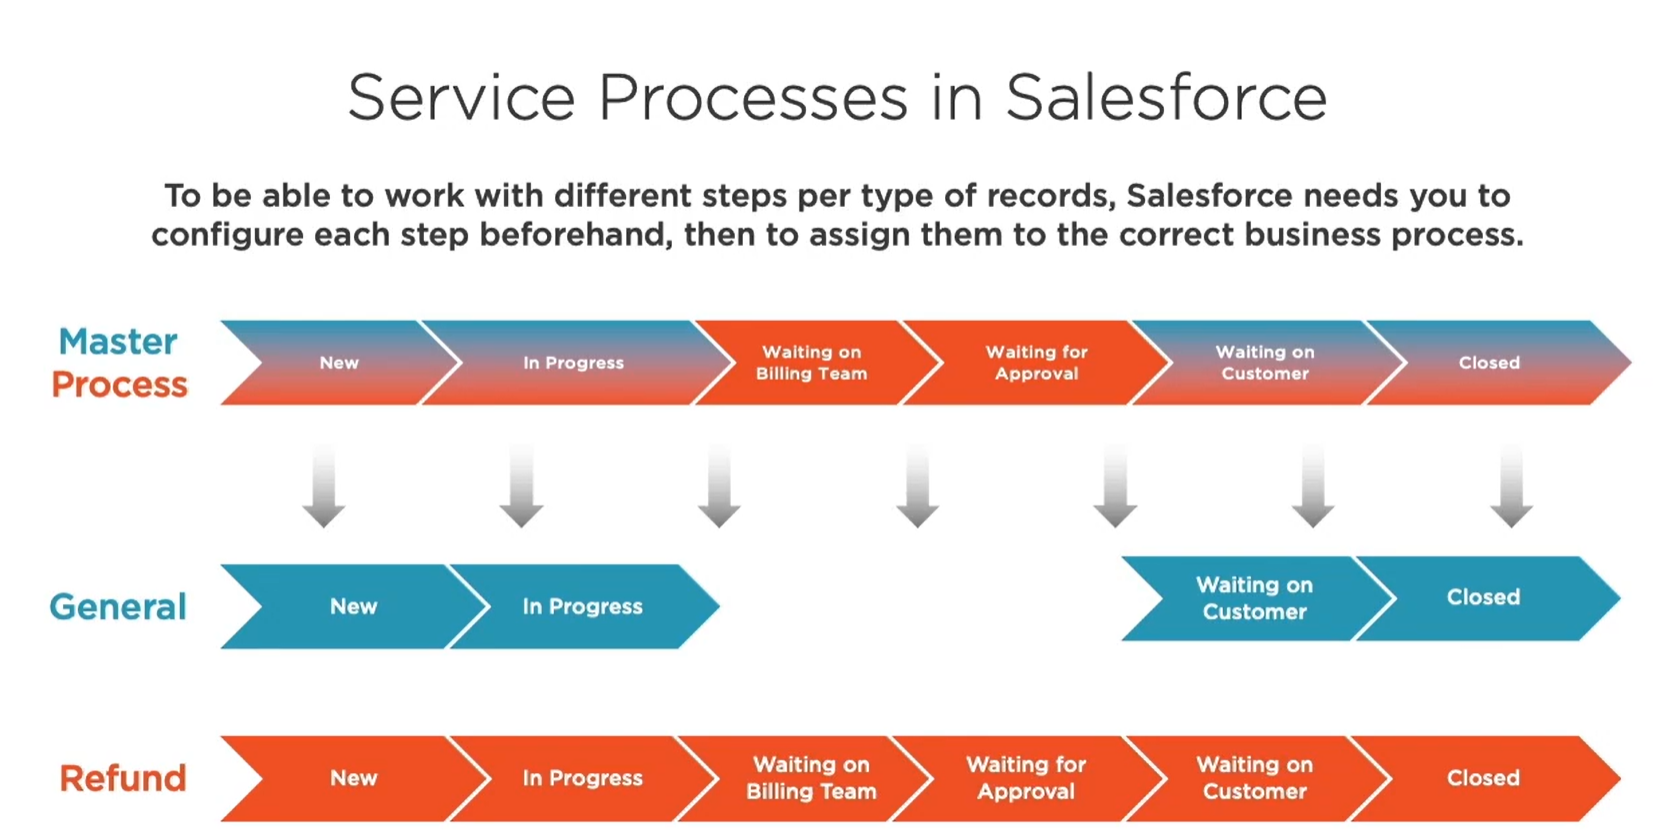 Service Processes in Salesforce
To be able to work with different steps per type of records, Salesforce needs you to
configure each step beforehand, then to assign them to the correct business process.
Master
Process
New
In Progress
Waiting on
Billing Team
Waiting for
Approval
Waiting on
Customer
Closed
General
New
In Progress
Waiting on
Customer
Closed
Refund
New
In Progress
Waiting on
Billing Team
Waiting for
Approval
Waiting on
Customer
Closed